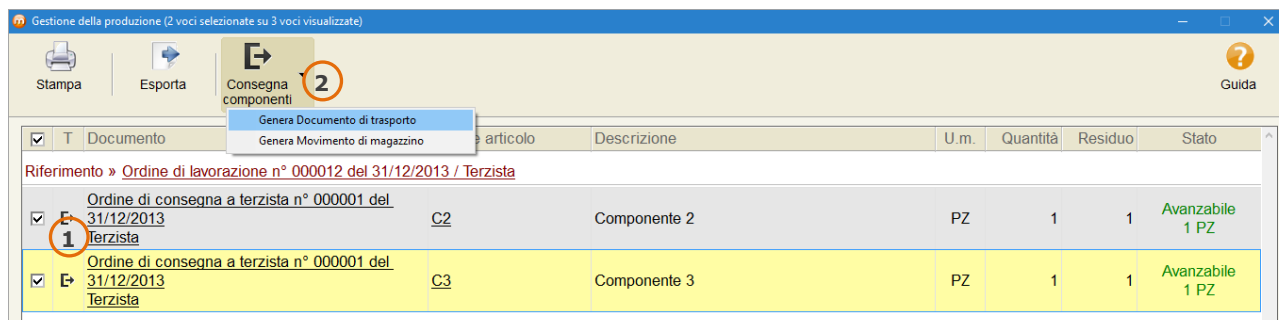 Gestione della produzione (2 voci selezionate su 3 voci visualizzate)
Stampa
Esporta
Consegna componenti
2
Guida
Genera Documento di trasporto
Genera Movimento di magazzino
T Documento e articolo Descrizione U.m. Quantità Residuo Stato
Riferimento » Ordine di lavorazione n° 000012 del 31/12/2013 / Terzista
Ordine di consegna a terzista n° 000001 del
31/12/2013
Terzista
C2 Componente 2 PZ 1 1 Avanzabile
1 PZ
1
Ordine di consegna a terzista n° 000001 del
31/12/2013
Terzista
C3 Componente 3 PZ 1 1 Avanzabile
1 PZ